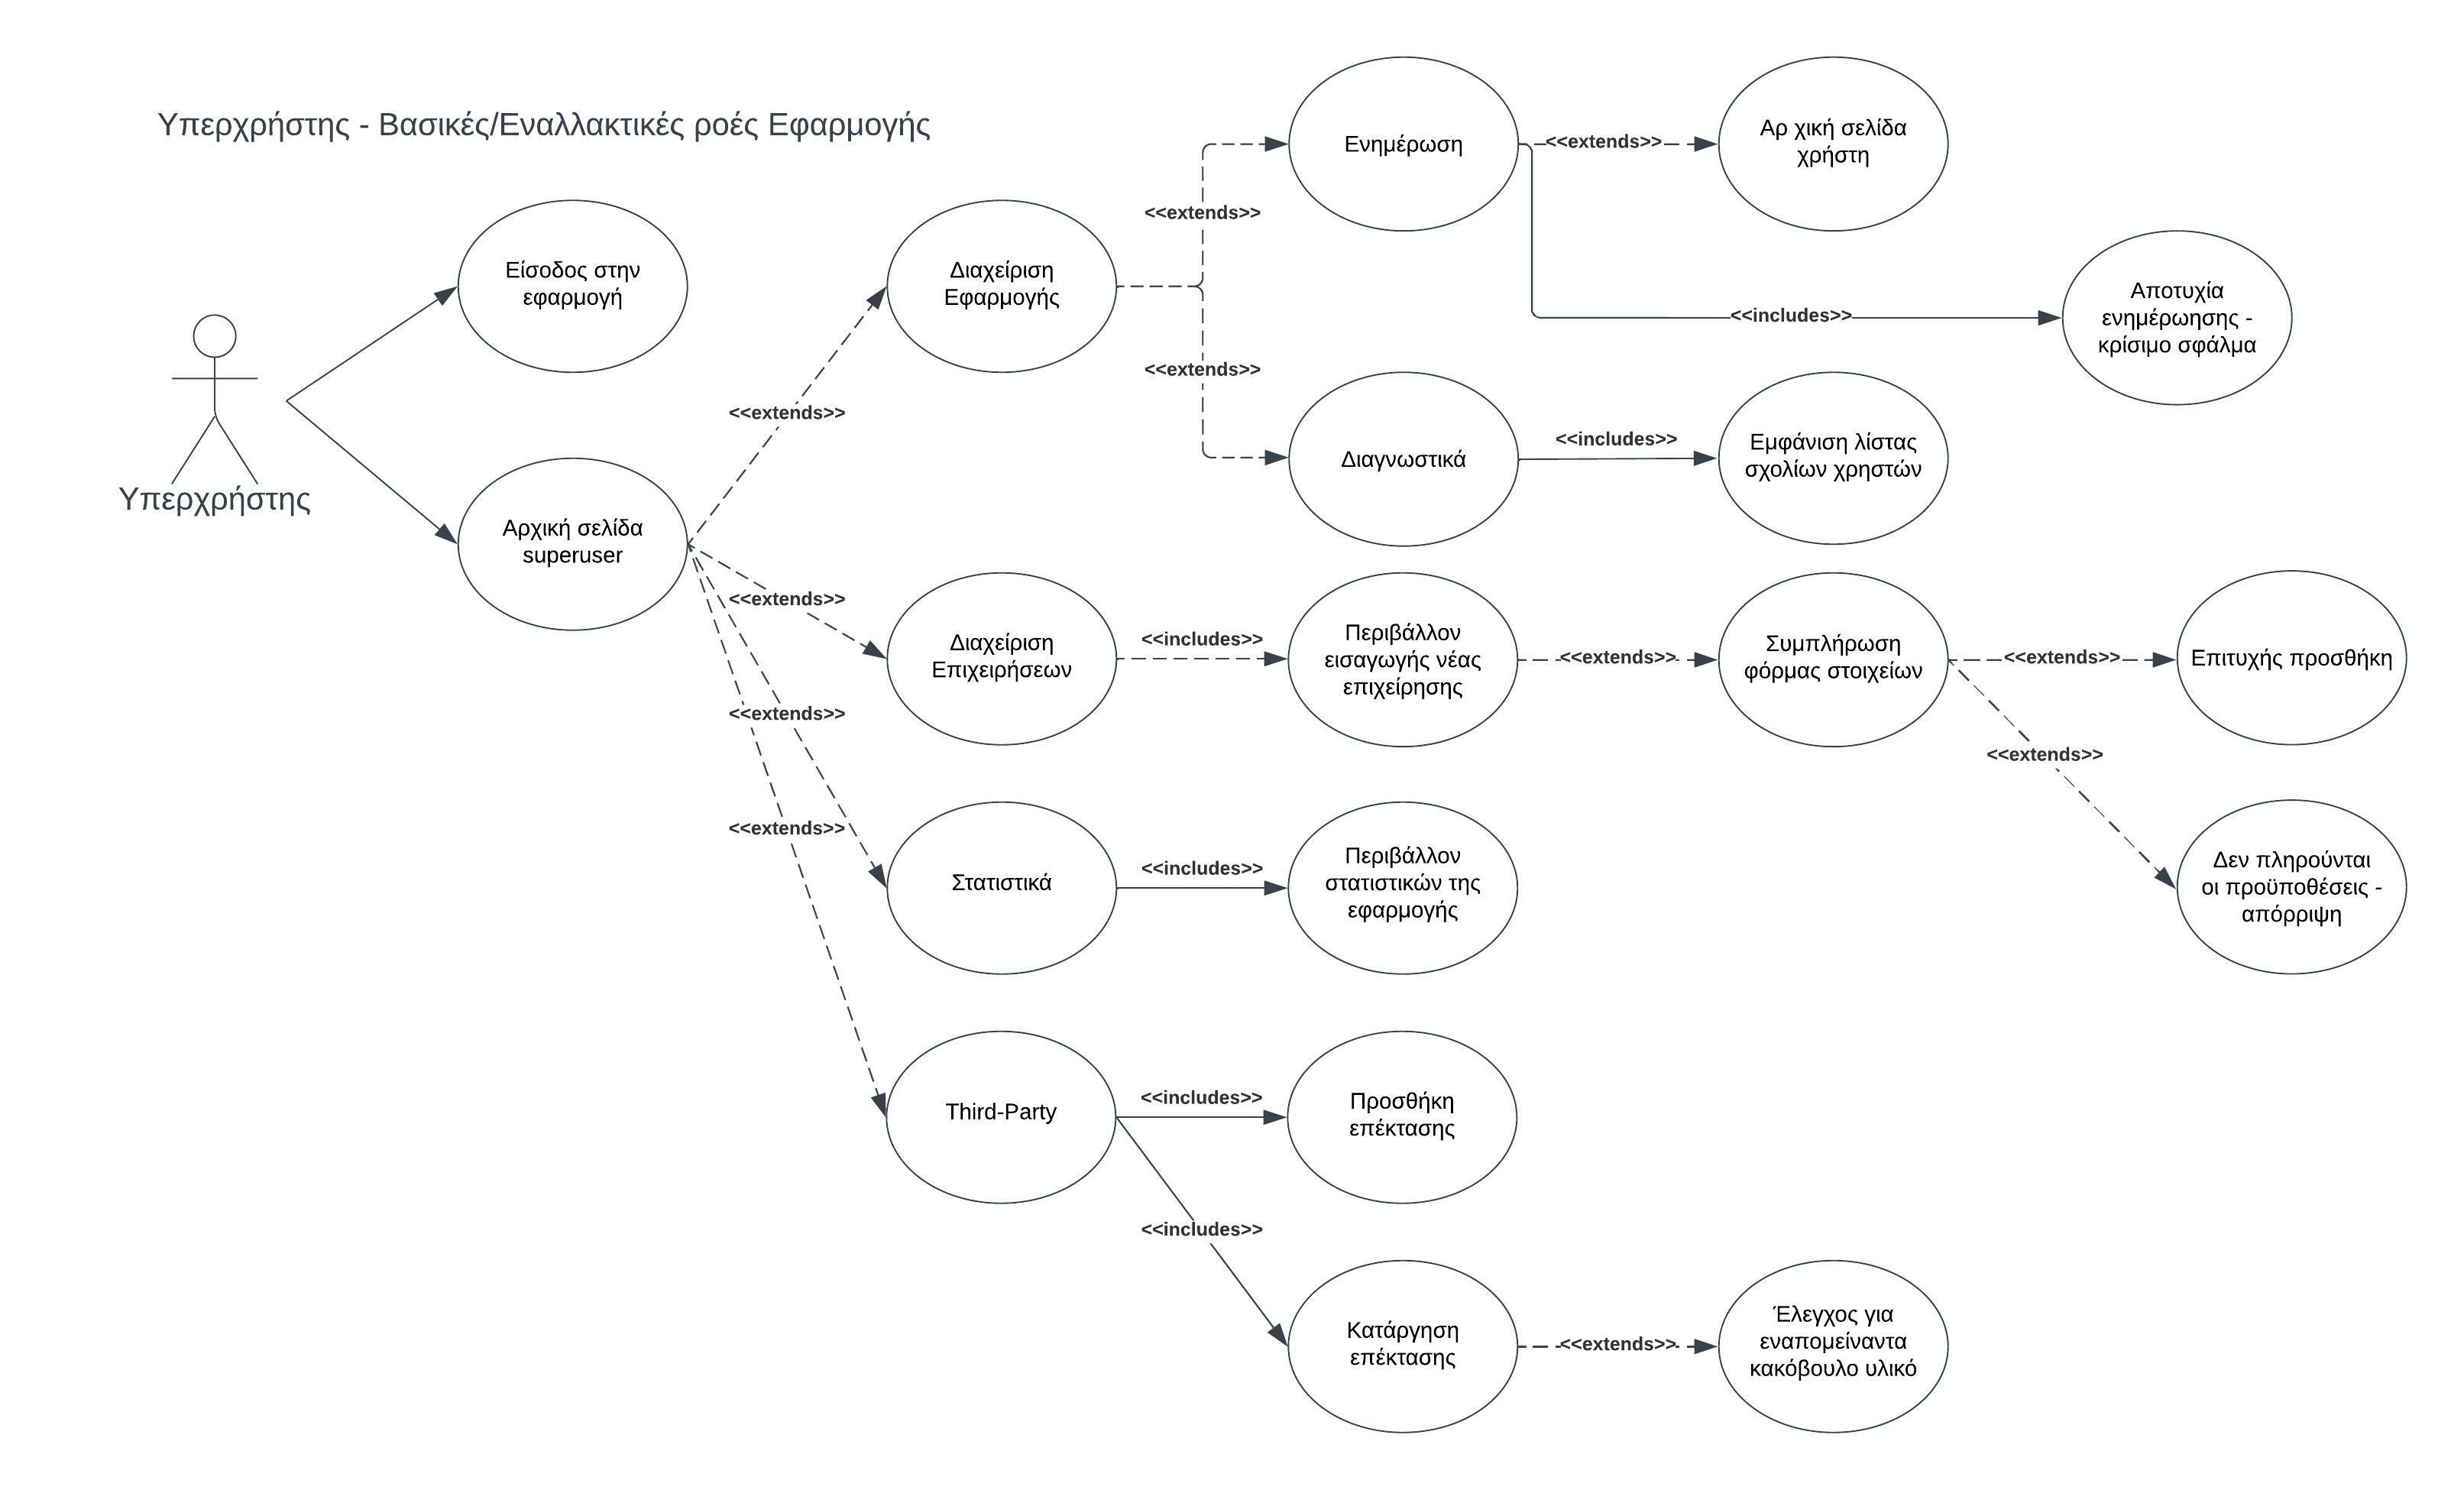 Υπερχρήστης - Βασικές/Εναλλακτικές ροές Εφαρμογής
Υπερχρήστης
Είσοδος στην
εφαρμογή
Αρχική σελίδα
superuser
<<extends>>
<<extends>>
<<extends>>
<<extends>>
Διαχείριση
Εφαρμογής
<<extends>>
<<extends>>
Ενημέρωση
<<extends>>
Αρ χική σελίδα
χρήστη
<<includes>>
Αποτυχία
ενημέρωησης -
κρίσιμο σφάλμα
Διαγνωστικά
<<includes>>
Εμφάνιση λίστας
σχολίων χρηστών
Διαχείριση
Επιχειρήσεων
<<includes>>
Περιβάλλον
εισαγωγής νέας
επιχείρησης
<<extends>>
Συμπλήρωση
φόρμας στοιχείων
<<extends>>
Επιτυχής προσθήκη
<<extends>>
Δεν πληρούνται
οι προϋποθέσεις -
απόρριψη
Στατιστικά
<<includes>>
Περιβάλλον
στατιστικών της
εφαρμογής
Third-Party
<<includes>>
Προσθήκη
επέκτασης
<<includes>>
Κατάργηση
επέκτασης
<<extends>>
Έλεγχος για
εναπομείναντα
κακόβουλο υλικό